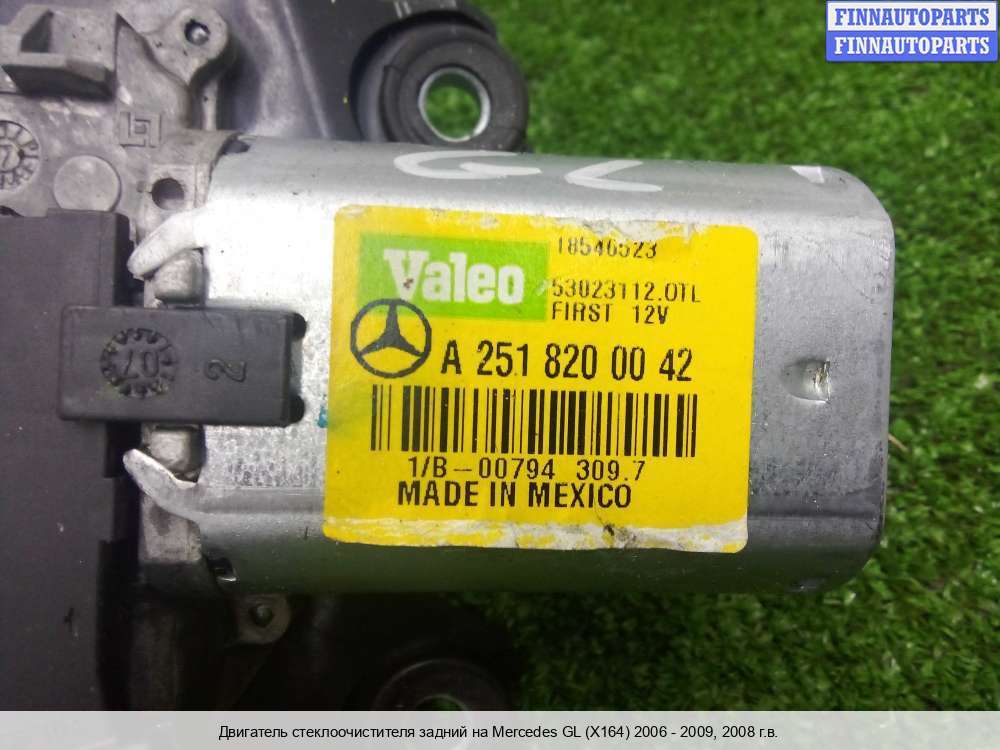 FINNAUTOPARTS
FINNAUTOPARTS
GL
Valeo
18546523
53023112.0TL
FIRST 12V
A 251 820 00 42
1/B-00794 309.7
MADE IN MEXICO
07
2
Двигатель стеклоочистителя задний на Mercedes GL (X164) 2006 - 2009, 2008 г.в.